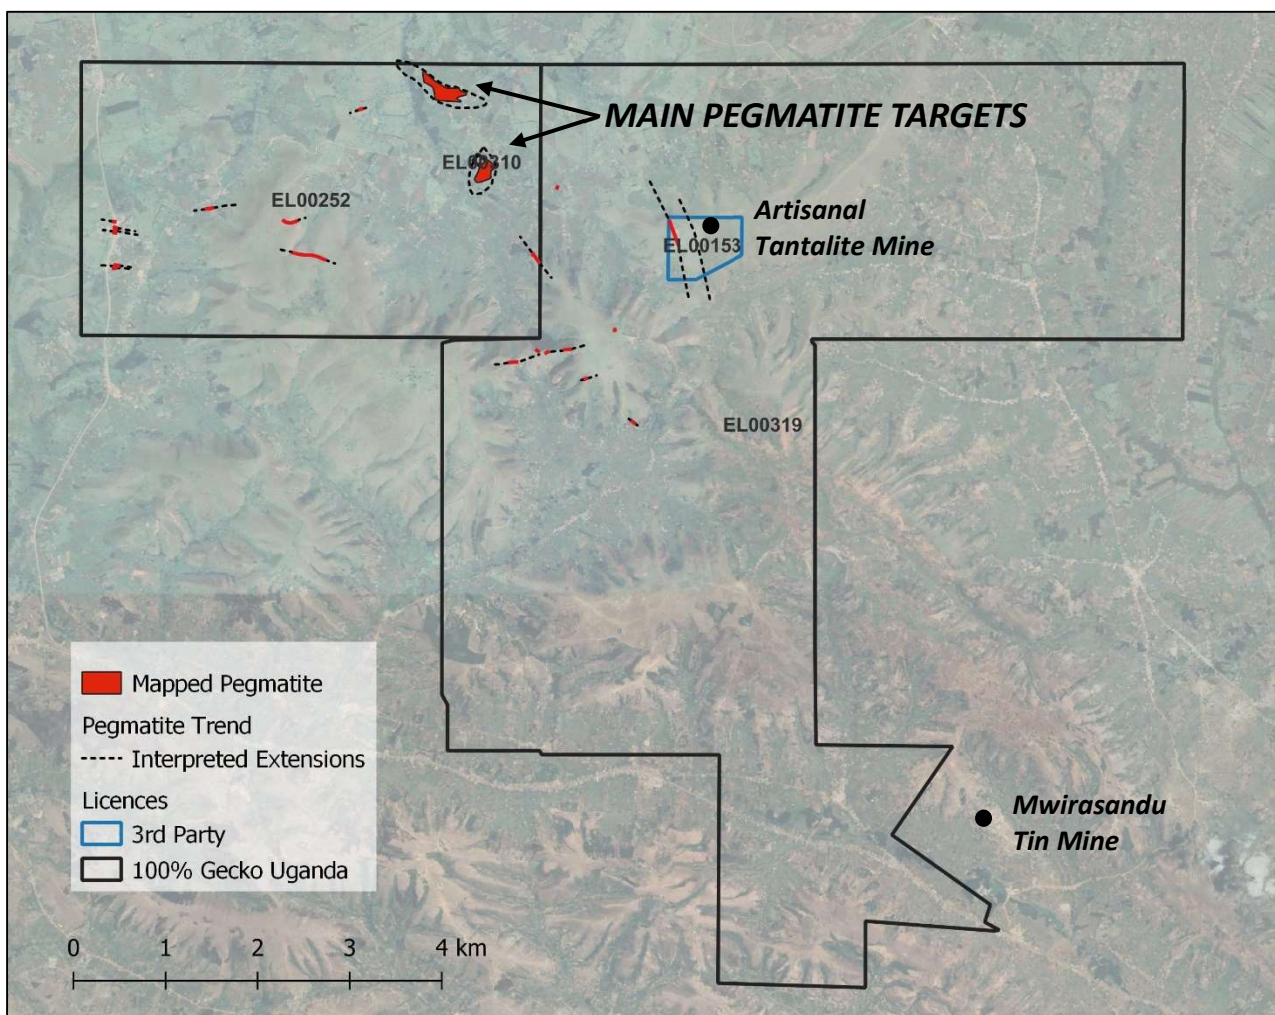 MAIN PEGMATITE TARGETS
EL00310
EL00252
Artisanal
Tantalite Mine
EL00153
EL00319
Mapped Pegmatite
Pegmatite Trend
Interpreted Extensions
Licences
3rd Party
100% Gecko Uganda
Mwirasandu
Tin Mine
0 1 2 3 4 km